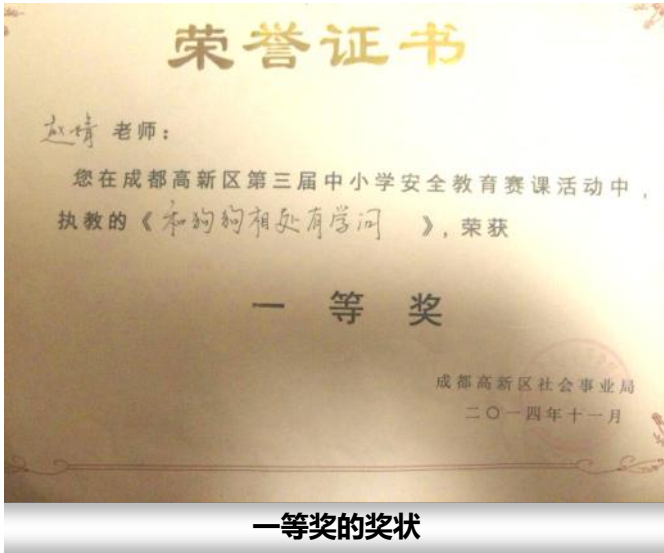 荣誉证书
赵婧 老师：
您在成都高新区第三届中小学安全教育赛课活动中，
执教的《和狗狗相处有学问 》，荣获
一 等 奖
成都高新区社会事业局
二〇一四年十一月
一等奖的奖状